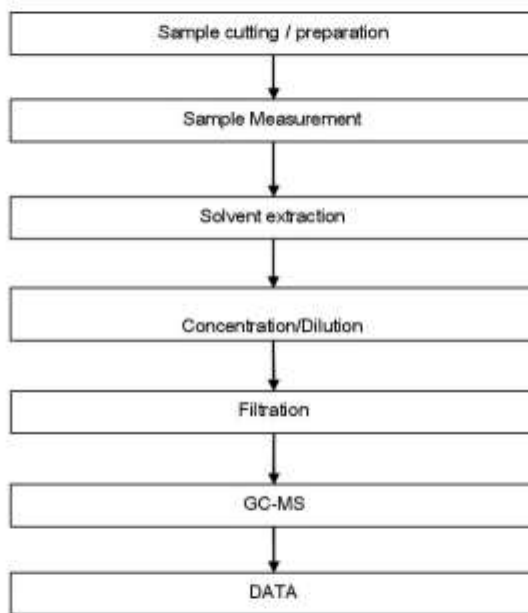 Sample cutting / preparation
Sample Measurement
Solvent extraction
Concentration/Dilution
Filtration
GC-MS
DATA